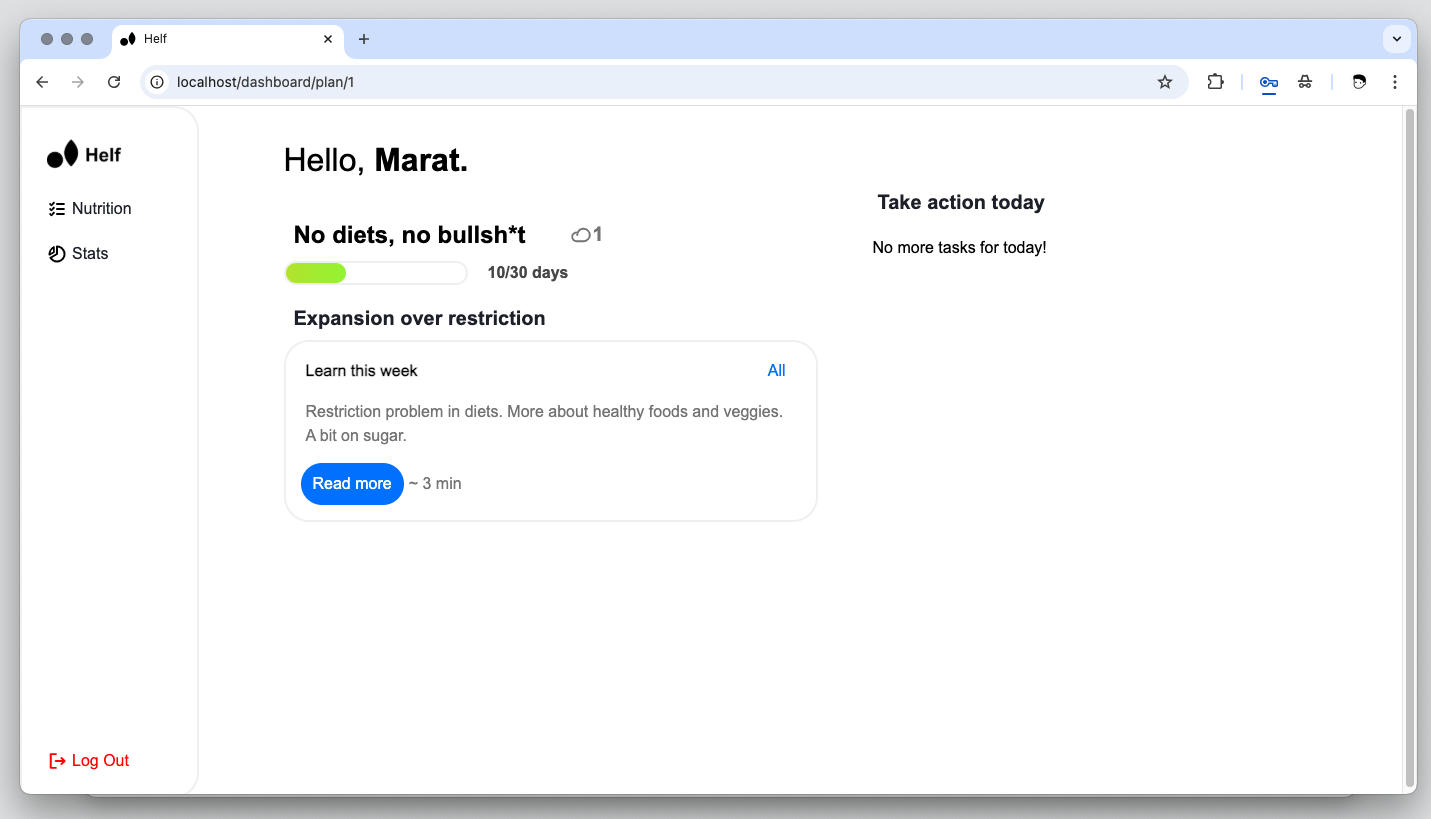 Helf
localhost/dashboard/plan/1
Helf
Nutrition
Stats
Log Out
Hello, Marat.
No diets, no bullsh*t
1
10/30 days
Expansion over restriction
Learn this week
All
Restriction problem in diets. More about healthy foods and veggies.
A bit on sugar.
Read more
~ 3 min
Take action today
No more tasks for today!